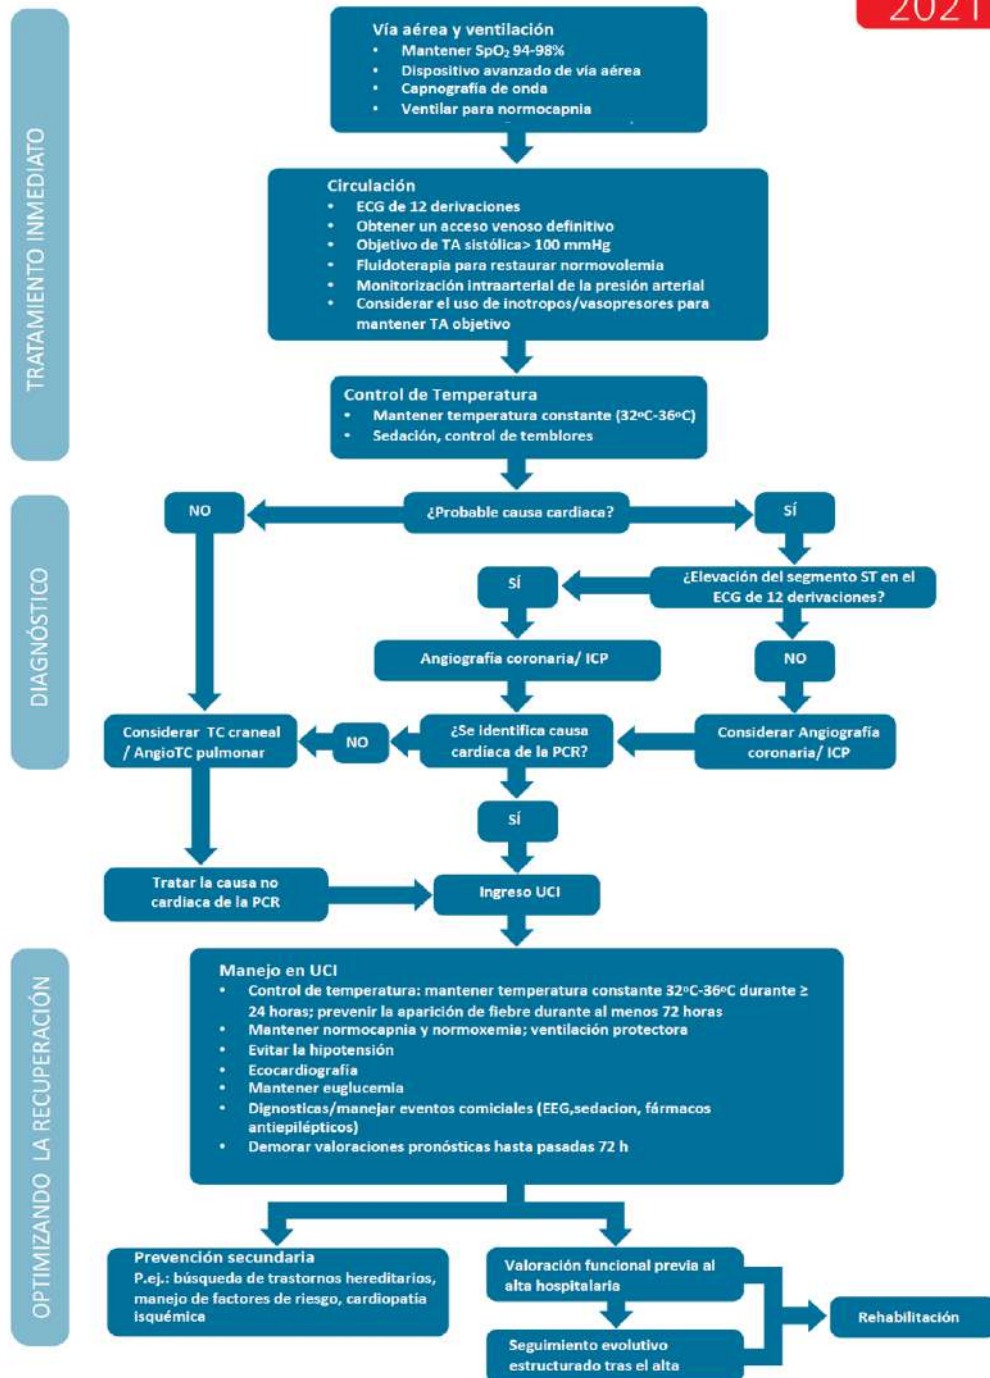 2021
TRATAMIENTO INMEDIATO
Vía aérea y ventilación
• Mantener SpO₂ 94-98%
• Dispositivo avanzado de vía aérea
• Capnografía de onda
• Ventilar para normocapnia
Circulación
• ECG de 12 derivaciones
• Obtener un acceso venoso definitivo
• Objetivo de TA sistólica> 100 mmHg
• Fluidoterapia para restaurar normovolemia
• Monitorización intraarterial de la presión arterial
• Considerar el uso de inotropos/vasopresores para
mantener TA objetivo
Control de Temperatura
• Mantener temperatura constante (32ºC-36ºC)
• Sedación, control de temblores
DIAGNÓSTICO
¿Probable causa cardiaca?
NO
SÍ
¿Elevación del segmento ST en el
ECG de 12 derivaciones?
SÍ
NO
Angiografía coronaria/ ICP
Considerar Angiografía
coronaria/ ICP
¿Se identifica causa
cardíaca de la PCR?
NO
Considerar TC craneal
/ AngioTC pulmonar
SÍ
Tratar la causa no
cardiaca de la PCR
Ingreso UCI
OPTIMIZANDO LA RECUPERACIÓN
Manejo en UCI
• Control de temperatura: mantener temperatura constante 32ºC-36ºC durante ≥
24 horas; prevenir la aparición de fiebre durante al menos 72 horas
• Mantener normocapnia y normoxemia; ventilación protectora
• Evitar la hipotensión
• Ecocardiografía
• Mantener euglucemia
• Dignosticas/manejar eventos comiciales (EEG,sedacion, fármacos
antiepilépticos)
• Demorar valoraciones pronósticas hasta pasadas 72 h
Prevención secundaria
P.ej.: búsqueda de trastornos hereditarios,
manejo de factores de riesgo, cardiopatía
isquémica
Valoración funcional previa al
alta hospitalaria
Seguimiento evolutivo
estructurado tras el alta
Rehabilitación